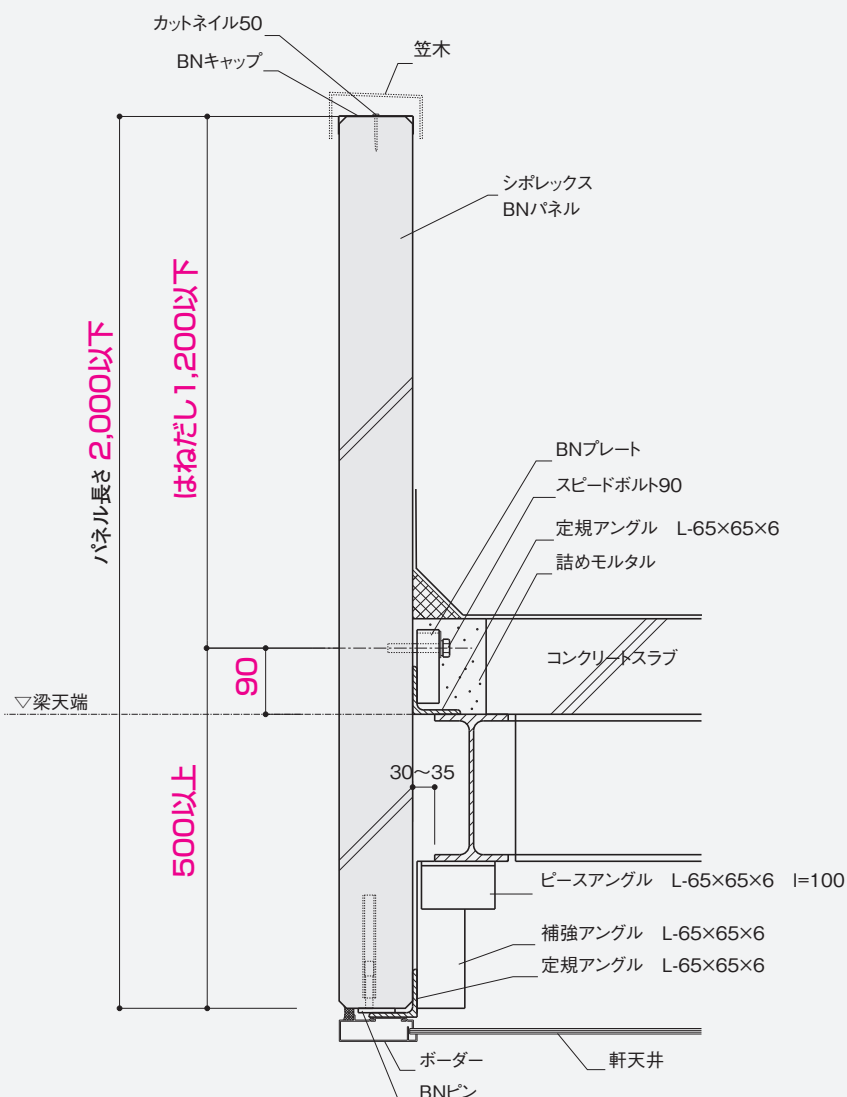 カットネイル50
笠木
BNキャップ
シポレックス
BNパネル
パネル長さ 2,000以下
はねだし1,200以下
BNプレート
スピードボルト90
定規アングル L-65×65×6
詰めモルタル
コンクリートスラブ
90
▽梁天端
30〜35
500以上
ピースアングル L-65×65×6 l=100
補強アングル L-65×65×6
定規アングル L-65×65×6
ボーダー
軒天井
BNピン